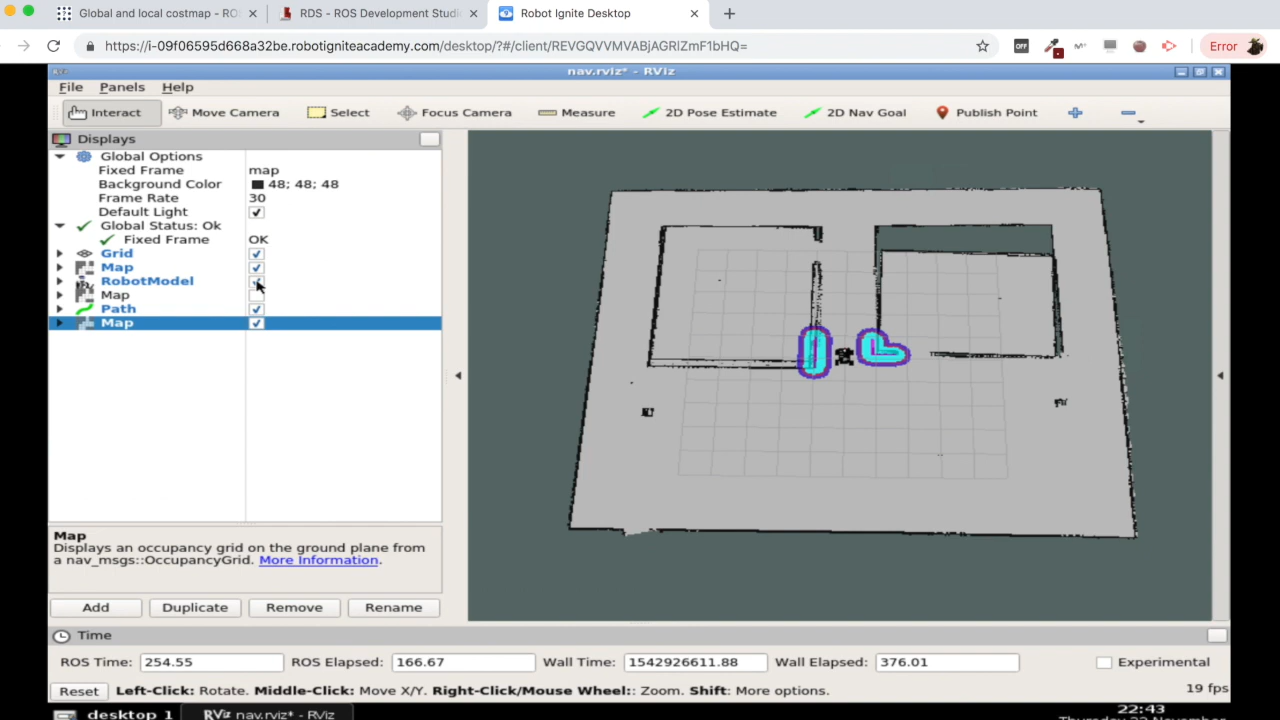 Global and local costmap - RO
RDS - ROS Development Studi
Robot Ignite Desktop
https://i-09f06595d668a32be.robotigniteacademy.com/desktop/?#/client/REVGQVVMVABjAGRlZmF1bHQ=
OFF
Error
nav.rviz* - RViz
File Panels Help
Interact Move Camera Select Focus Camera Measure 2D Pose Estimate 2D Nav Goal Publish Point
Displays
Global Options
Fixed Frame map
Background Color 48; 48; 48
Frame Rate 30
Default Light
Global Status: Ok
Fixed Frame OK
Grid
Map
RobotModel
Map
Path
Map
Map
Displays an occupancy grid on the ground plane from
a nav_msgs::OccupancyGrid. More Information.
Add Duplicate Remove Rename
Time
ROS Time: 254.55 ROS Elapsed: 166.67 Wall Time: 1542926611.88 Wall Elapsed: 376.01 Experimental
Reset Left-Click: Rotate. Middle-Click: Move X/Y. Right-Click/Mouse Wheel:: Zoom. Shift: More options. 19 fps
desktop 1 RViz nav.rviz* - RViz 22:43
Thursday 22 November